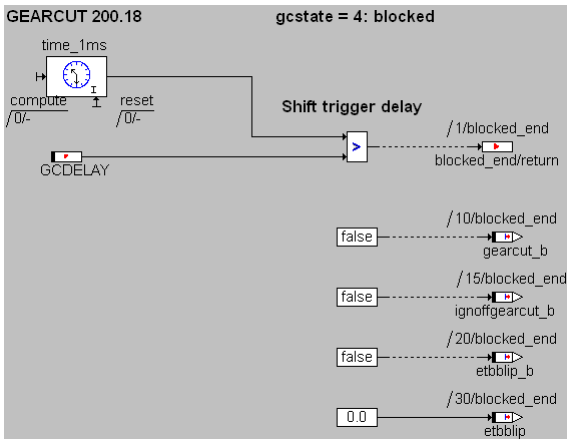 GEARCUT 200.18
gcstate = 4: blocked
time_1ms
compute
reset
/0/-
/0/-
Shift trigger delay
/1/blocked_end
>
blocked_end/return
GCDELAY
/10/blocked_end
false
gearcut_b
/15/blocked_end
false
ignoffgearcut_b
/20/blocked_end
false
etbblip_b
/30/blocked_end
0.0
etbblip